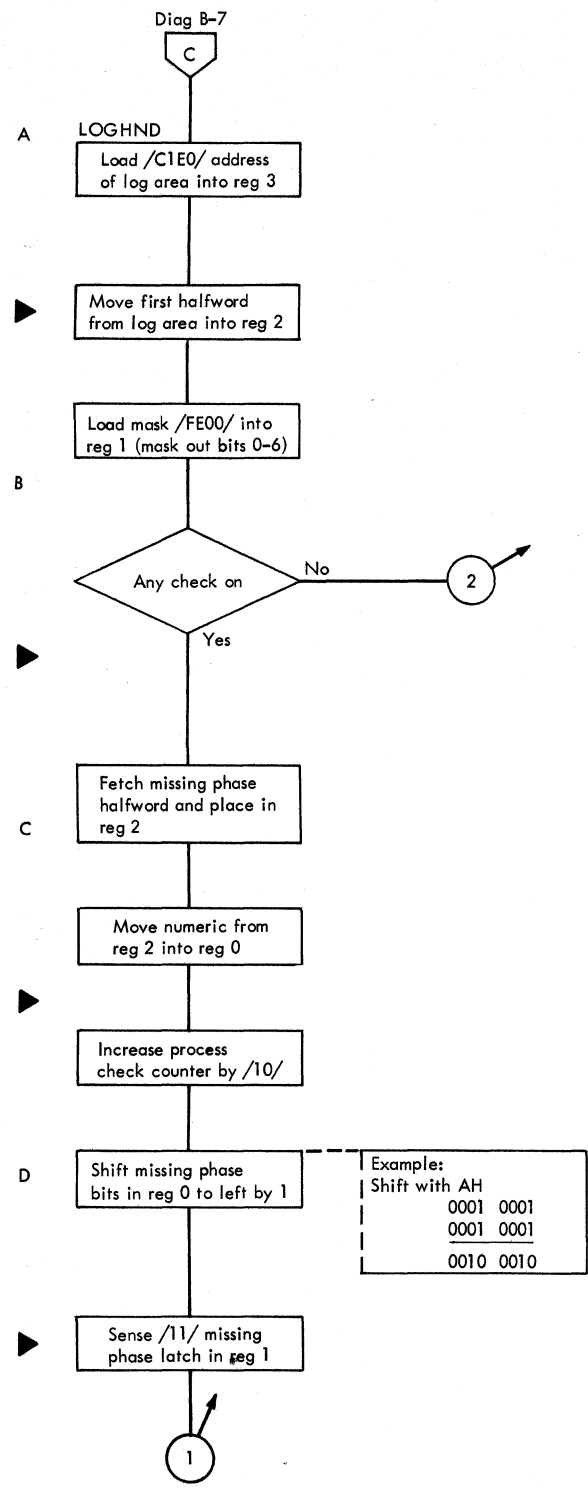 Diag B-7
C
A
LOGHND
Load /C1E0/ address
of log area into reg 3
Move first halfword
from log area into reg 2
Load mask /FE00/ into
reg 1 (mask out bits 0-6)
B
Any check on
No
2
Yes
Fetch missing phase
halfword and place in
reg 2
C
Move numeric from
reg 2 into reg 0
Increase process
check counter by /10/
D
Shift missing phase
bits in reg 0 to left by 1
Example:
Shift with AH
0001 0001
0001 0001
0010 0010
Sense /11/ missing
phase latch in reg 1
1